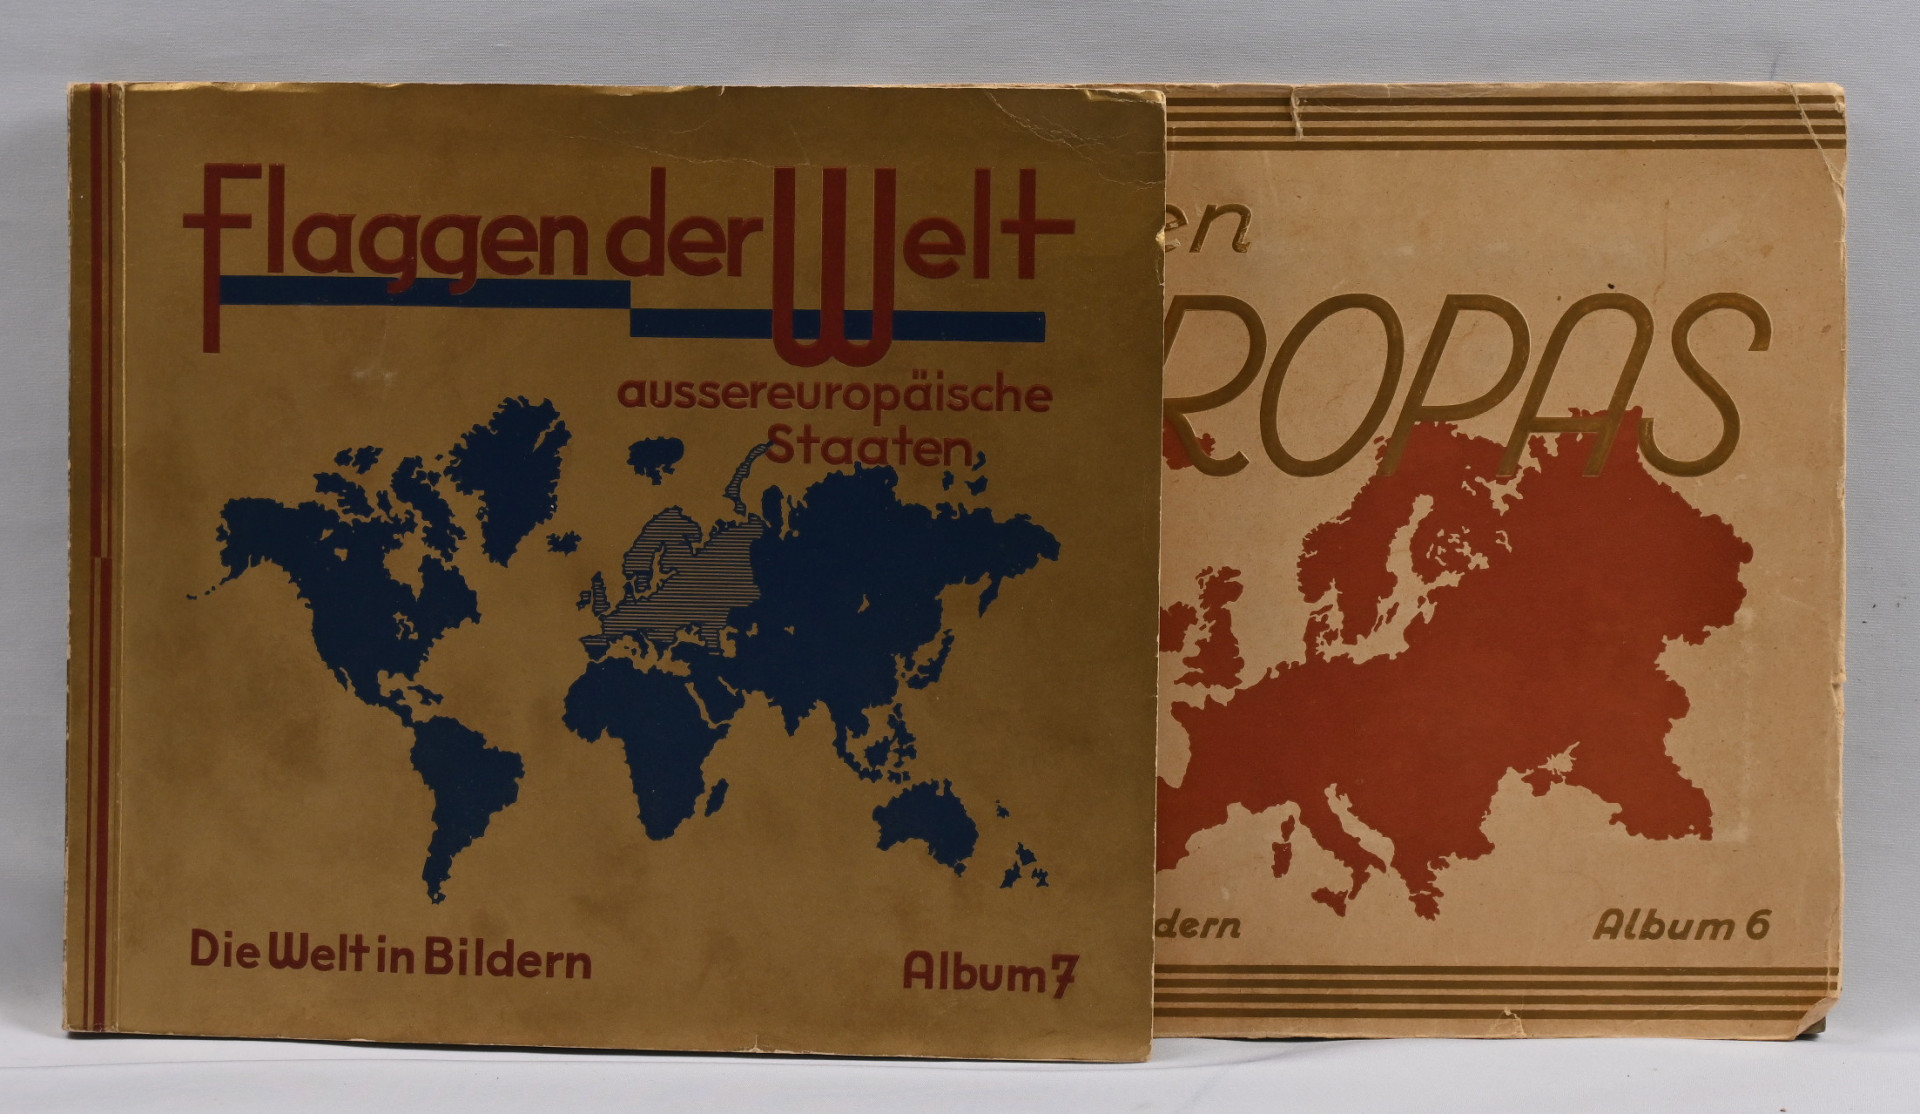 Flaggen der Welt
aussereuropäische
Staaten
Die Welt in Bildern
Album 7
en
ROPAS
dern
Album 6